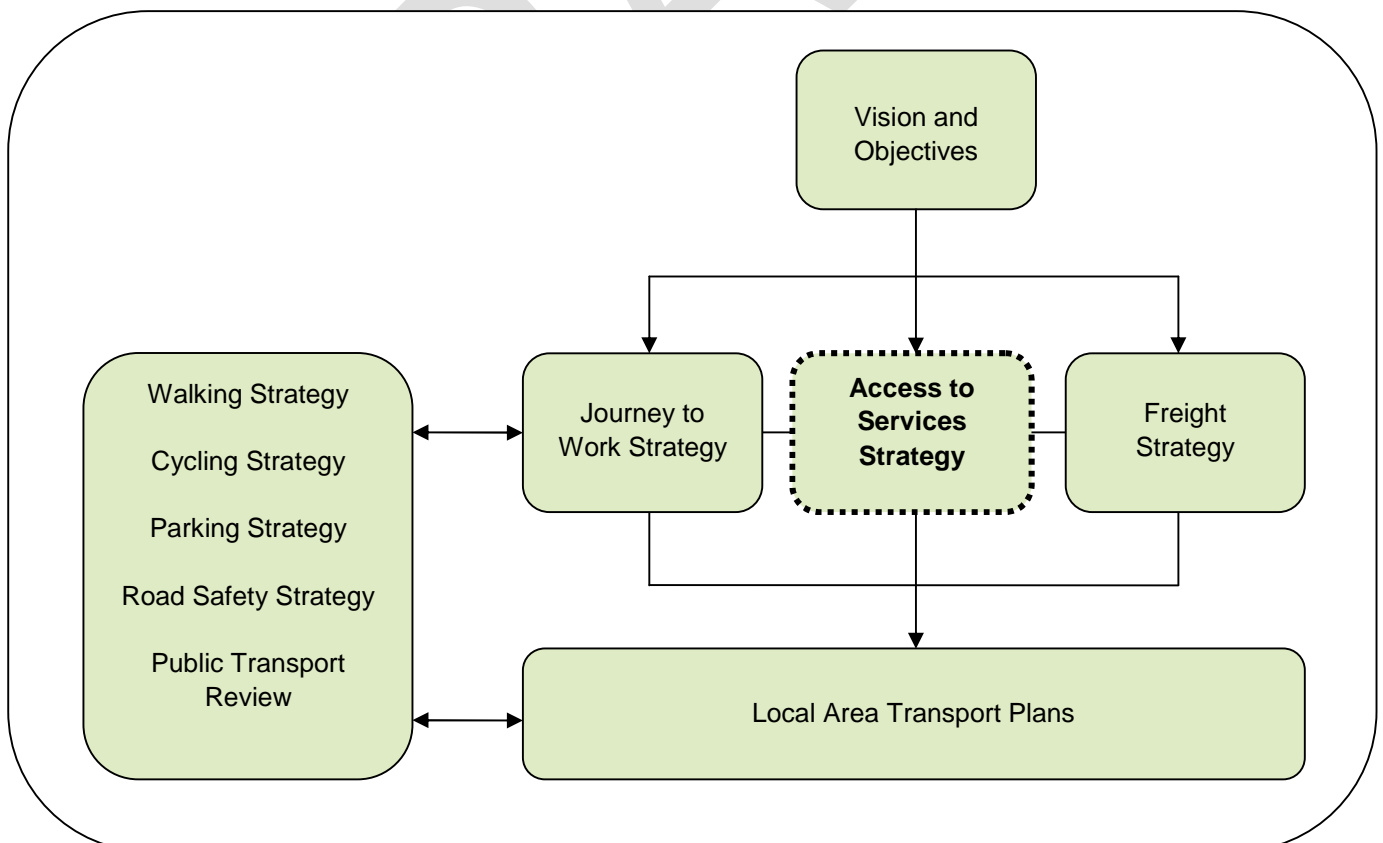 Vision and
Objectives
Journey to
Work Strategy
Access to
Services
Strategy
Freight
Strategy
Walking Strategy
Cycling Strategy
Parking Strategy
Road Safety Strategy
Public Transport
Review
Local Area Transport Plans